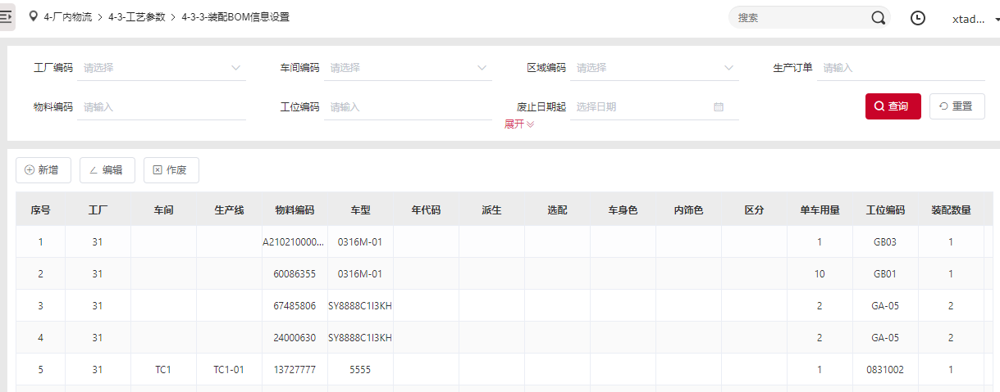 4-厂内物流 > 4-3-工艺参数 > 4-3-3-装配BOM信息设置 搜索 xtad...
工厂编码 请选择 车间编码 请选择 区域编码 请选择 生产订单 请输入
物料编码 请输入 工位编码 请输入 废止日期起 选择日期 查询 重置
展开
新增 编辑 作废
序号 工厂 车间 生产线 物料编码 车型 年代码 派生 选配 车身色 内饰色 区分 单车用量 工位编码 装配数量
1 31 A210210000... 0316M-01 1 GB03 1
2 31 60086355 0316M-01 10 GB01 1
3 31 67485806 SY8888C1I3KH 2 GA-05 2
4 31 24000630 SY8888C1I3KH 2 GA-05 2
5 31 TC1 TC1-01 13727777 5555 1 0831002 1